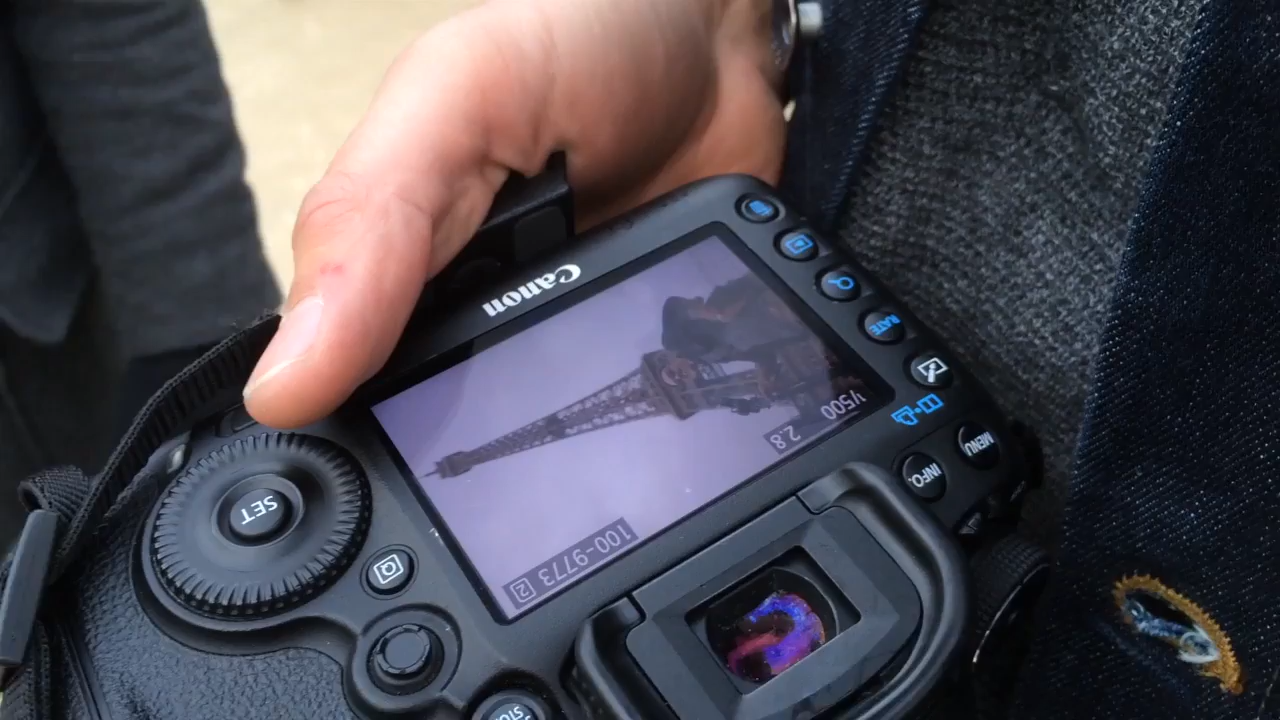 Canon
1/500
2.8
100-9773
2
RATE
MENU
INFO.
SET
Q